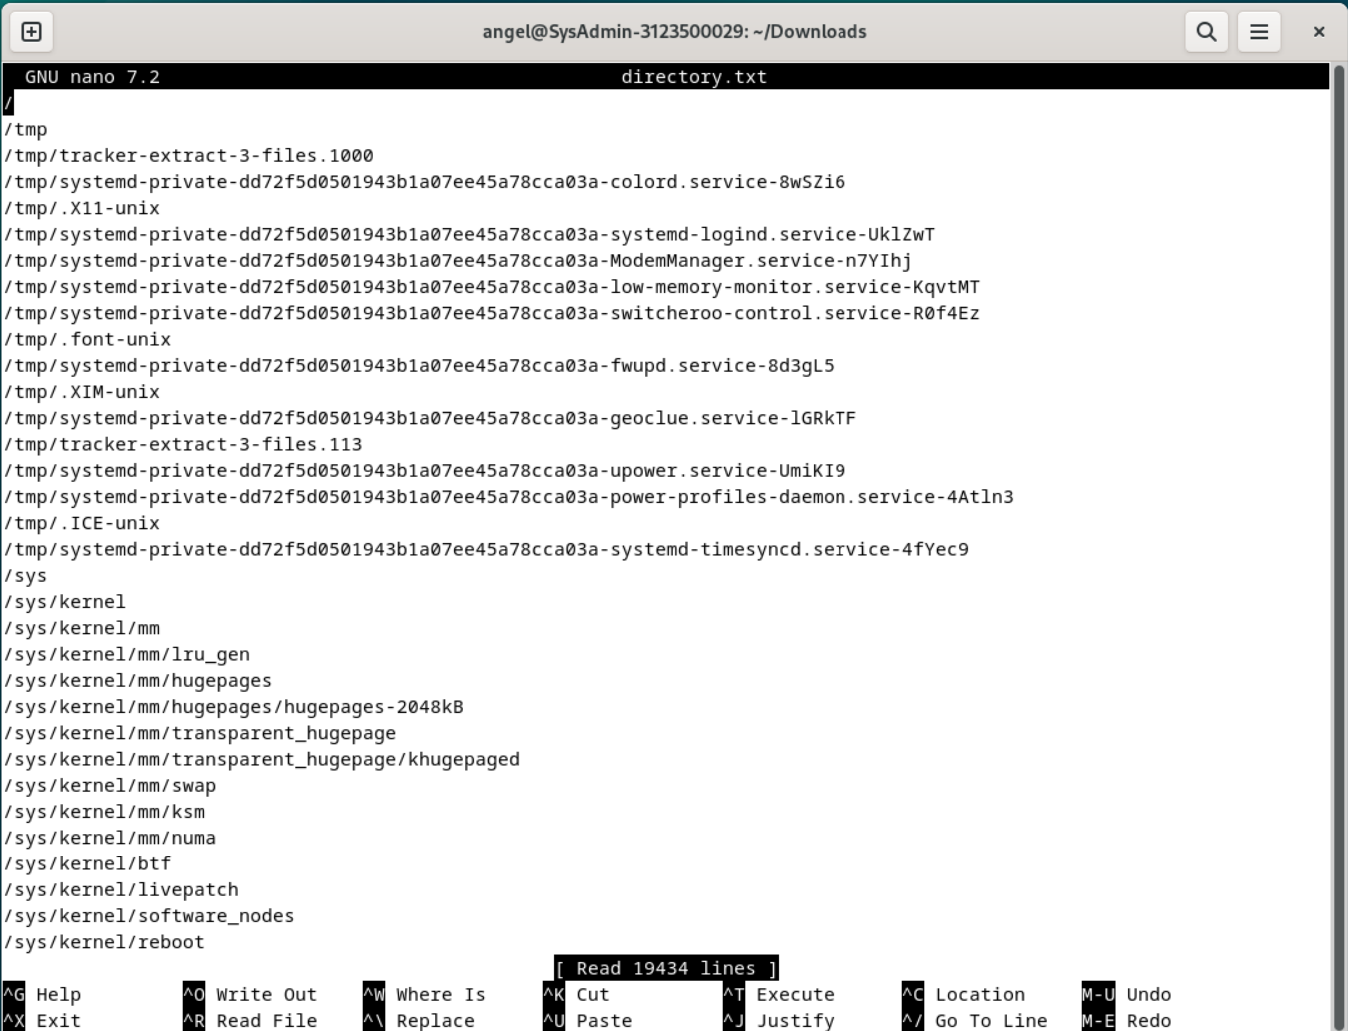 angel@SysAdmin-3123500029: ~/Downloads
GNU nano 7.2 directory.txt
/
/tmp
/tmp/tracker-extract-3-files.1000
/tmp/systemd-private-dd72f5d0501943b1a07ee45a78cca03a-colord.service-8wSZi6
/tmp/.X11-unix
/tmp/systemd-private-dd72f5d0501943b1a07ee45a78cca03a-systemd-logind.service-UklZwT
/tmp/systemd-private-dd72f5d0501943b1a07ee45a78cca03a-ModemManager.service-n7YIhj
/tmp/systemd-private-dd72f5d0501943b1a07ee45a78cca03a-low-memory-monitor.service-KqvtMT
/tmp/systemd-private-dd72f5d0501943b1a07ee45a78cca03a-switcheroo-control.service-R0f4Ez
/tmp/.font-unix
/tmp/systemd-private-dd72f5d0501943b1a07ee45a78cca03a-fwupd.service-8d3gL5
/tmp/.XIM-unix
/tmp/systemd-private-dd72f5d0501943b1a07ee45a78cca03a-geoclue.service-lGRkTF
/tmp/tracker-extract-3-files.113
/tmp/systemd-private-dd72f5d0501943b1a07ee45a78cca03a-upower.service-UmiKI9
/tmp/systemd-private-dd72f5d0501943b1a07ee45a78cca03a-power-profiles-daemon.service-4Atln3
/tmp/.ICE-unix
/tmp/systemd-private-dd72f5d0501943b1a07ee45a78cca03a-systemd-timesyncd.service-4fYec9
/sys
/sys/kernel
/sys/kernel/mm
/sys/kernel/mm/lru_gen
/sys/kernel/mm/hugepages
/sys/kernel/mm/hugepages/hugepages-2048kB
/sys/kernel/mm/transparent_hugepage
/sys/kernel/mm/transparent_hugepage/khugepaged
/sys/kernel/mm/swap
/sys/kernel/mm/ksm
/sys/kernel/mm/numa
/sys/kernel/btf
/sys/kernel/livepatch
/sys/kernel/software_nodes
/sys/kernel/reboot
[ Read 19434 lines ]
^G Help ^O Write Out ^W Where Is ^K Cut ^T Execute ^C Location M-U Undo
^X Exit ^R Read File ^\ Replace ^U Paste ^J Justify ^/ Go To Line M-E Redo